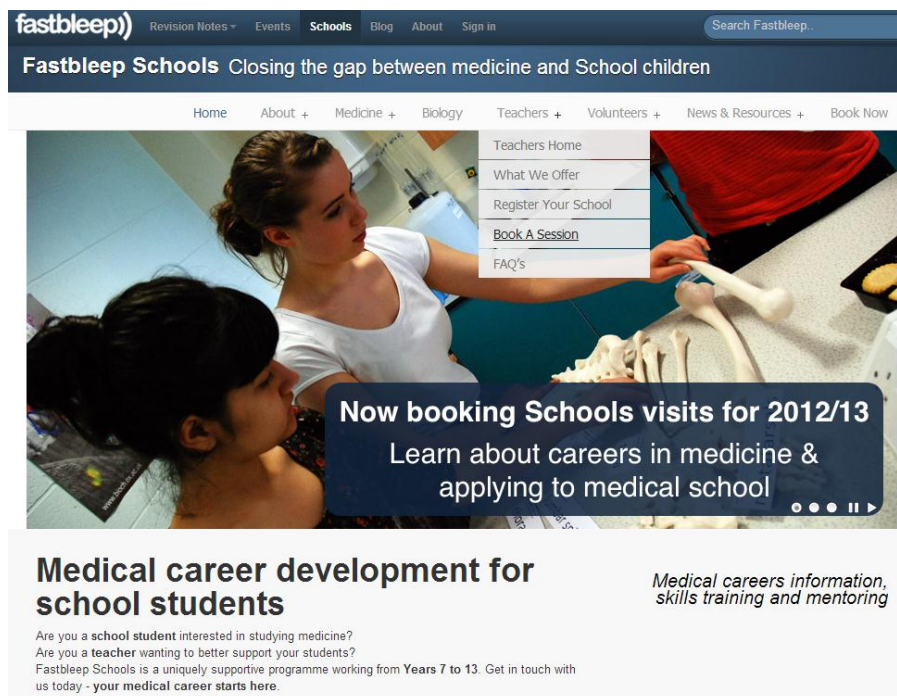 fastbleep))
Revision Notes Events Schools Blog About Sign in
Search Fastbleep..
Fastbleep Schools Closing the gap between medicine and School children
Home About + Medicine + Biology Teachers + Volunteers + News & Resources + Book Now
Teachers Home
What We Offer
Register Your School
Book A Session
FAQ's
Now booking Schools visits for 2012/13
Learn about careers in medicine &
applying to medical school
Medical career development for
school students
Medical careers information,
skills training and mentoring
Are you a school student interested in studying medicine?
Are you a teacher wanting to better support your students?
Fastbleep Schools is a uniquely supportive programme working from Years 7 to 13. Get in touch with
us today - your medical career starts here.